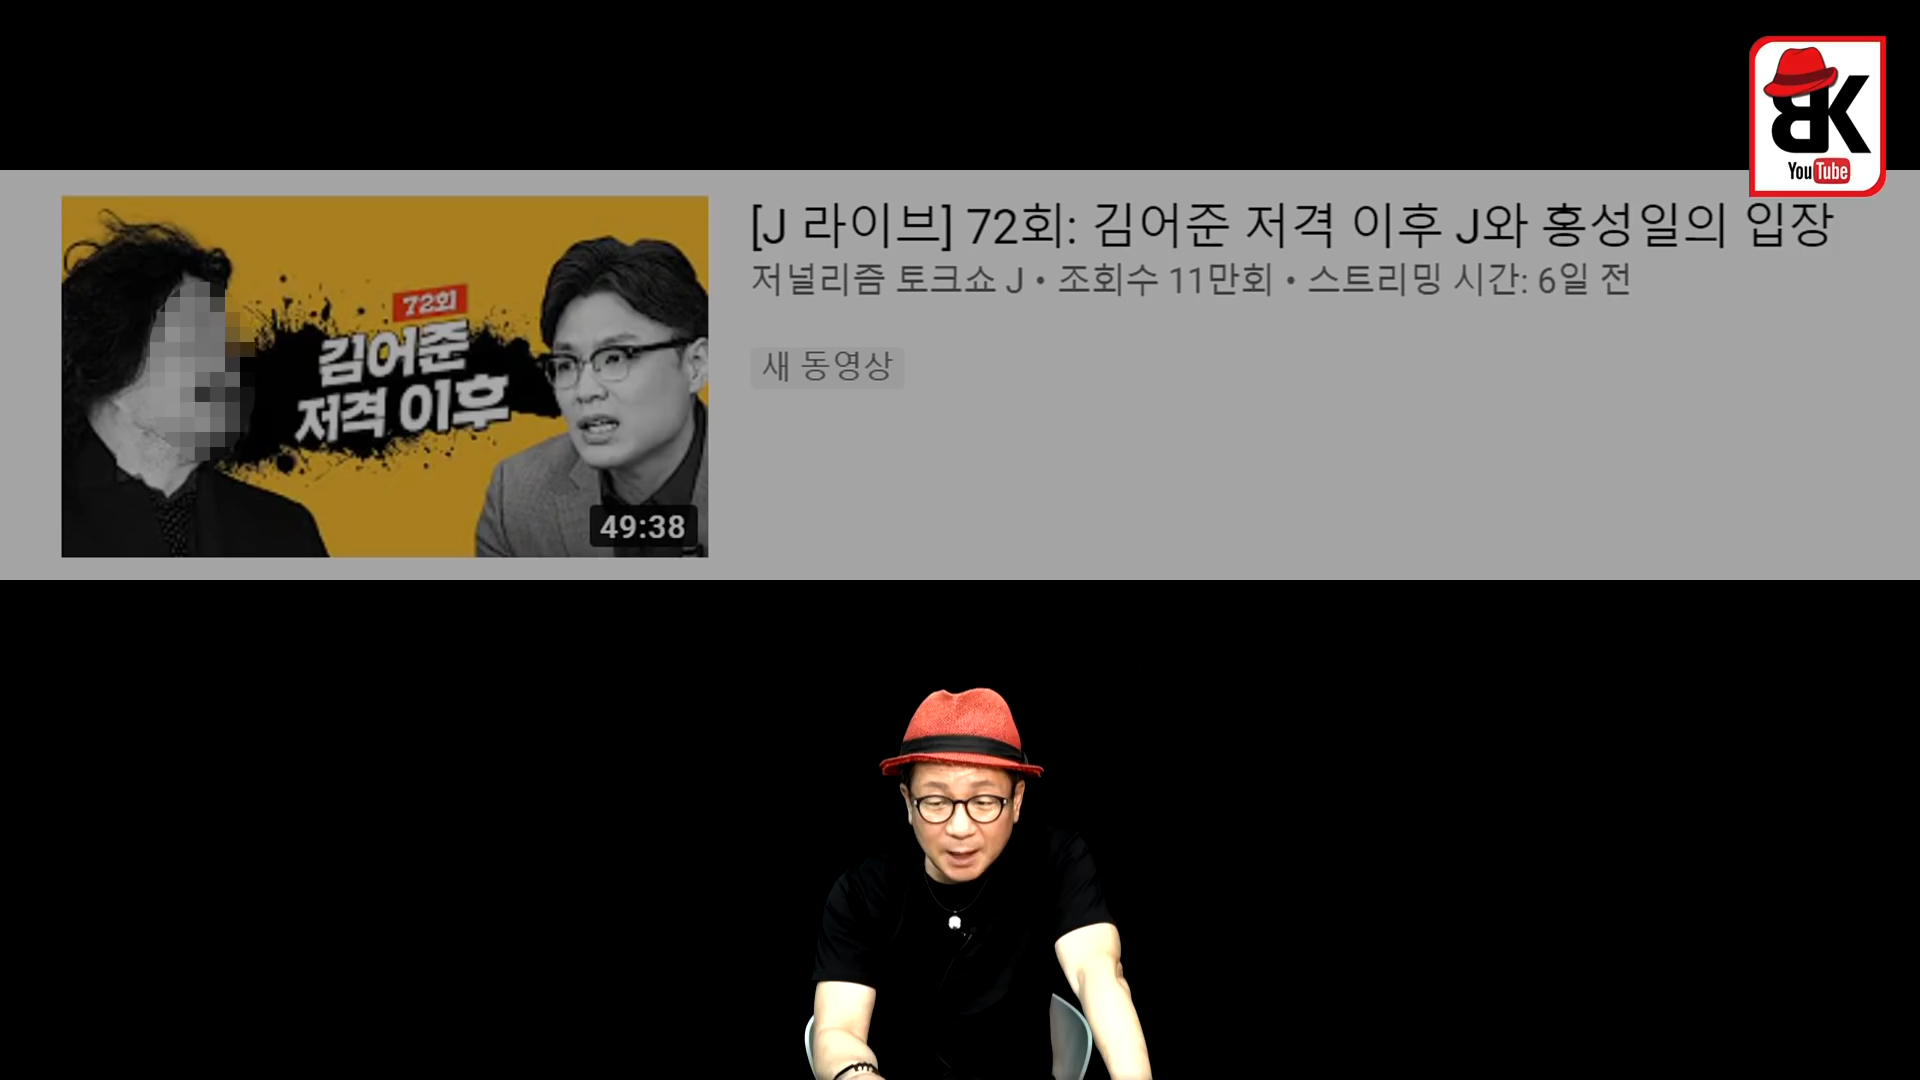 BK
YouTube
[J 라이브] 72회: 김어준 저격 이후 J와 홍성일의 입장
저널리즘 토크쇼 J • 조회수 11만회 • 스트리밍 시간: 6일 전
새 동영상
72회
김어준
저격 이후
49:38